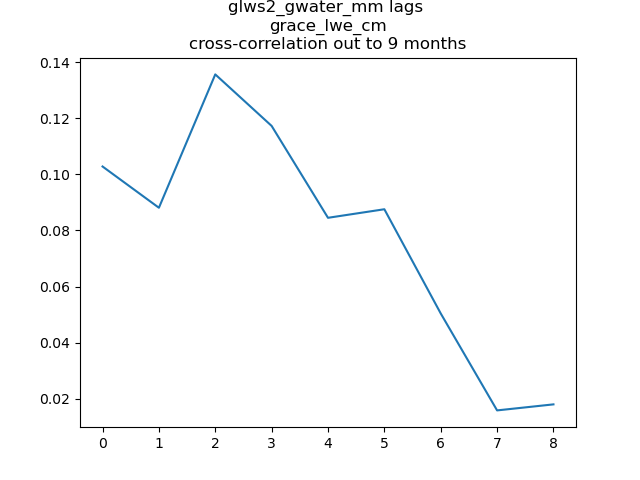 glws2_gwater_mm lags
grace_lwe_cm
cross-correlation out to 9 months
0.14
0.12
0.10
0.08
0.06
0.04
0.02
0 1 2 3 4 5 6 7 8